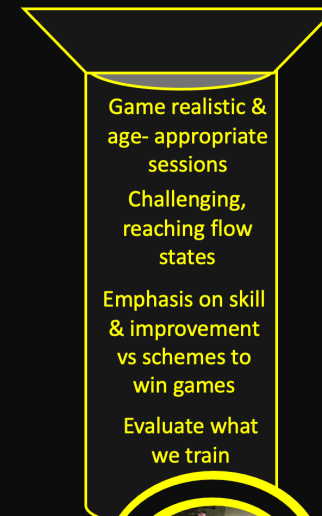 Game realistic &
age- appropriate
sessions
Challenging,
reaching flow
states
Emphasis on skill
& improvement
vs schemes to
win games
Evaluate what
we train